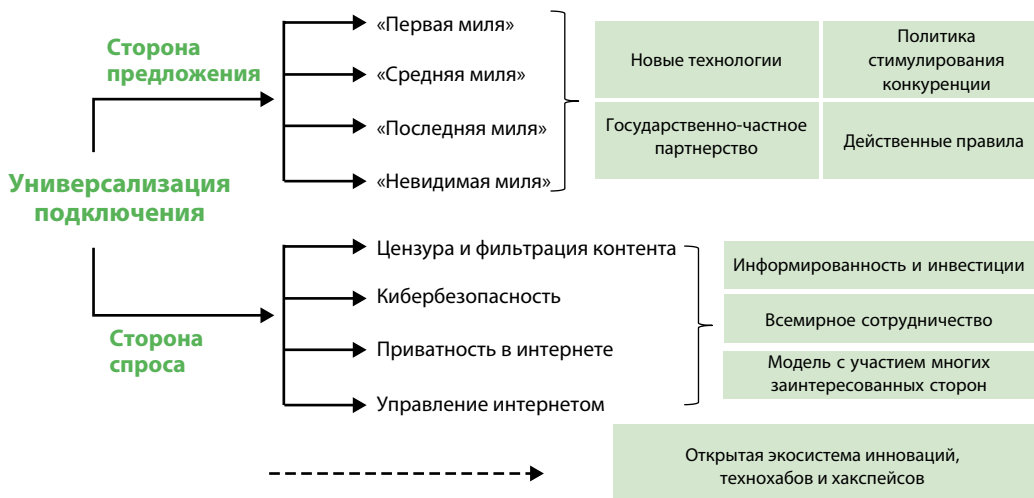 Универсализация
подключения
Сторона
предложения
«Первая миля»
«Средняя миля»
«Последняя миля»
«Невидимая миля»
Новые технологии
Политика
стимулирования
конкуренции
Государственно-частное
партнерство
Действенные правила
Сторона
спроса
Цензура и фильтрация контента
Кибербезопасность
Приватность в интернете
Управление интернетом
Информированность и инвестиции
Всемирное сотрудничество
Модель с участием многих
заинтересованных сторон
Открытая экосистема инноваций,
технохабов и хакспейсов